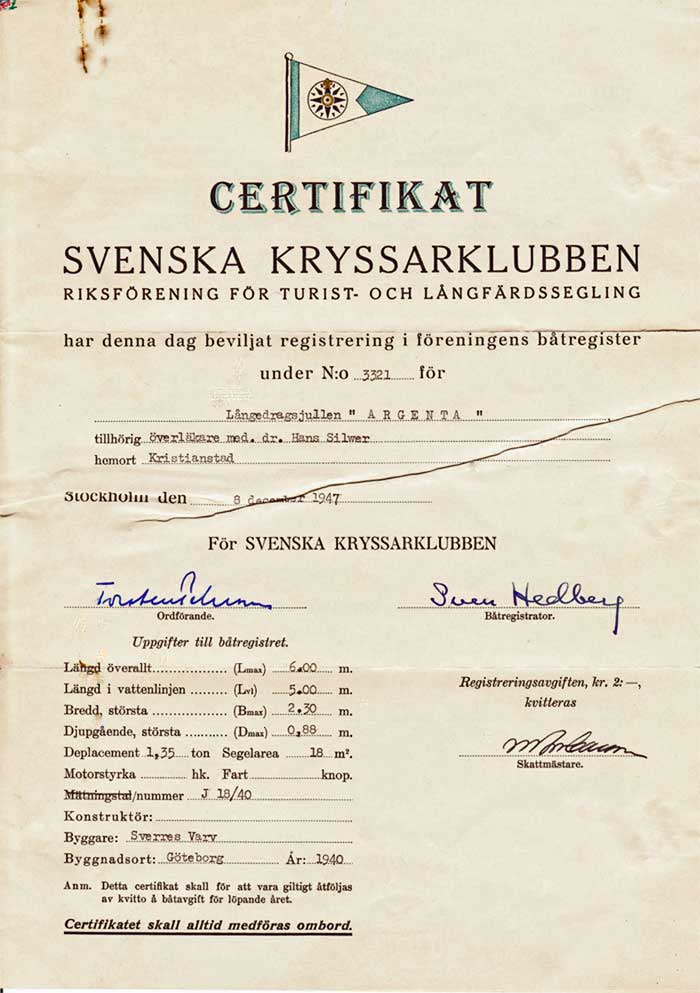 CERTIFIKAT
SVENSKA KRYSSARKLUBBEN
RIKSFÖRENING FÖR TURIST- OCH LÅNGFÄRDSSEGLING
har denna dag beviljat registrering i föreningens båtregister
under N:o 3321 för
Långedragsjullen " A R G E N T A "
tillhörig överläkare med. dr. Hans Silwer
hemort Kristianstad
Stockholm den 8 december 1947
För SVENSKA KRYSSARKLUBBEN
Torsten Sven Hedberg
Ordförande. Båtregistrator.
Uppgifter till båtregistret.
Längd överallt (Lmax) 6.00 m.
Längd i vattenlinjen (Lvl) 5.00 m.
Bredd, största (Bmax) 2.30 m.
Djupgående, största (Dmax) 0,88 m.
Deplacement 1,35 ton Segelarea 18 m².
Motorstyrka hk. Fart knop.
Mätningstal/nummer J 18/40
Konstruktör:
Byggare: Sverres Varv
Byggnadsort: Göteborg År: 1940
Anm. Detta certifikat skall för att vara giltigt åtföljas
av kvitto å båtavgift för löpande året.
Certifikatet skall alltid medföras ombord.
Registreringsavgiften, kr. 2:—,
kvitteras
Skattmästare.